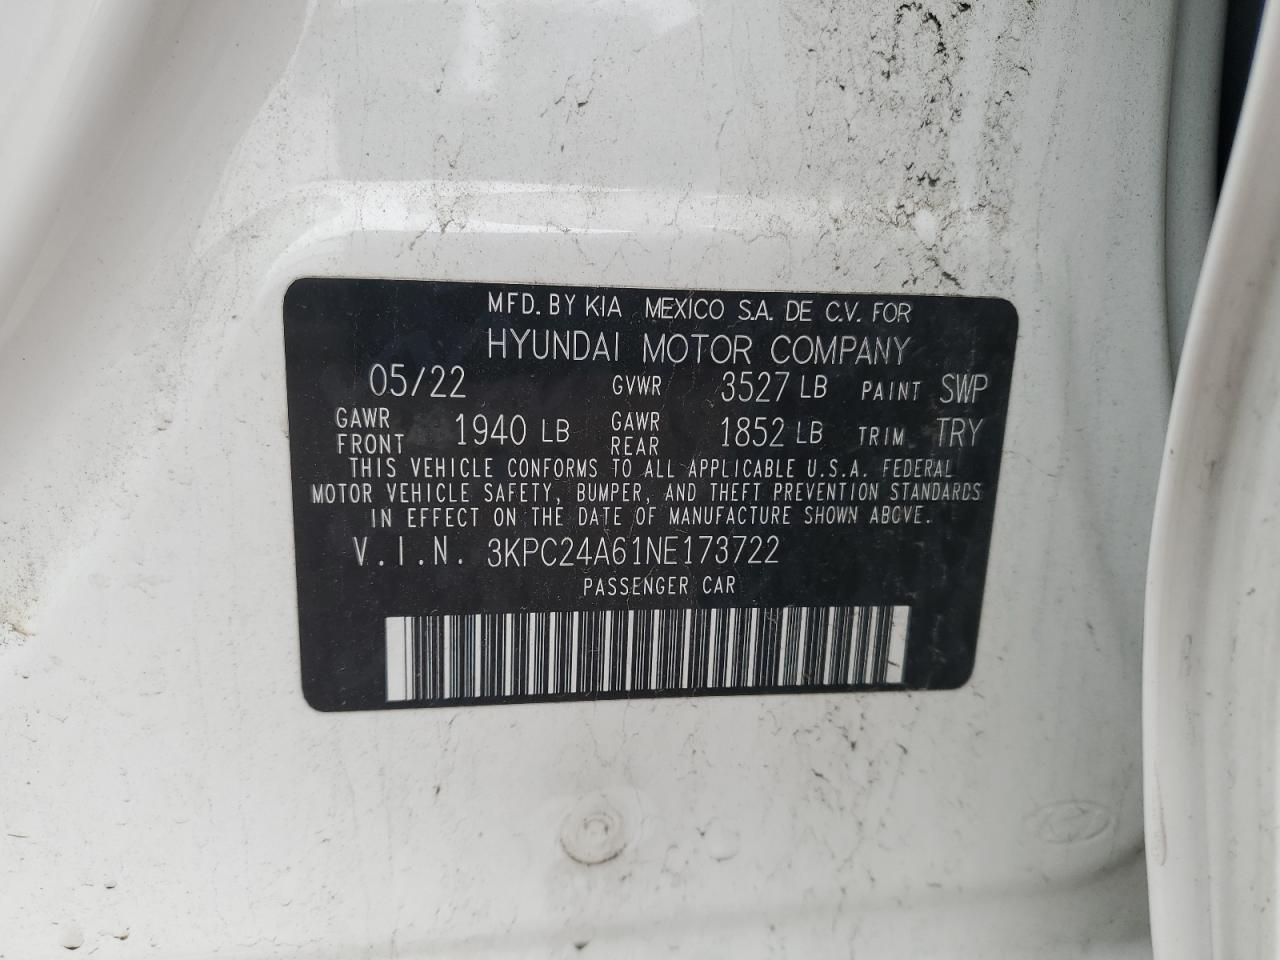 MFD. BY KIA MEXICO S.A. DE C.V. FOR
HYUNDAI MOTOR COMPANY
05/22 GVWR 3527 LB PAINT SWP
GAWR FRONT 1940 LB GAWR REAR 1852 LB TRIM TRY
THIS VEHICLE CONFORMS TO ALL APPLICABLE U.S.A. FEDERAL
MOTOR VEHICLE SAFETY, BUMPER, AND THEFT PREVENTION STANDARDS
IN EFFECT ON THE DATE OF MANUFACTURE SHOWN ABOVE.
V.I.N. 3KPC24A61NE173722
PASSENGER CAR